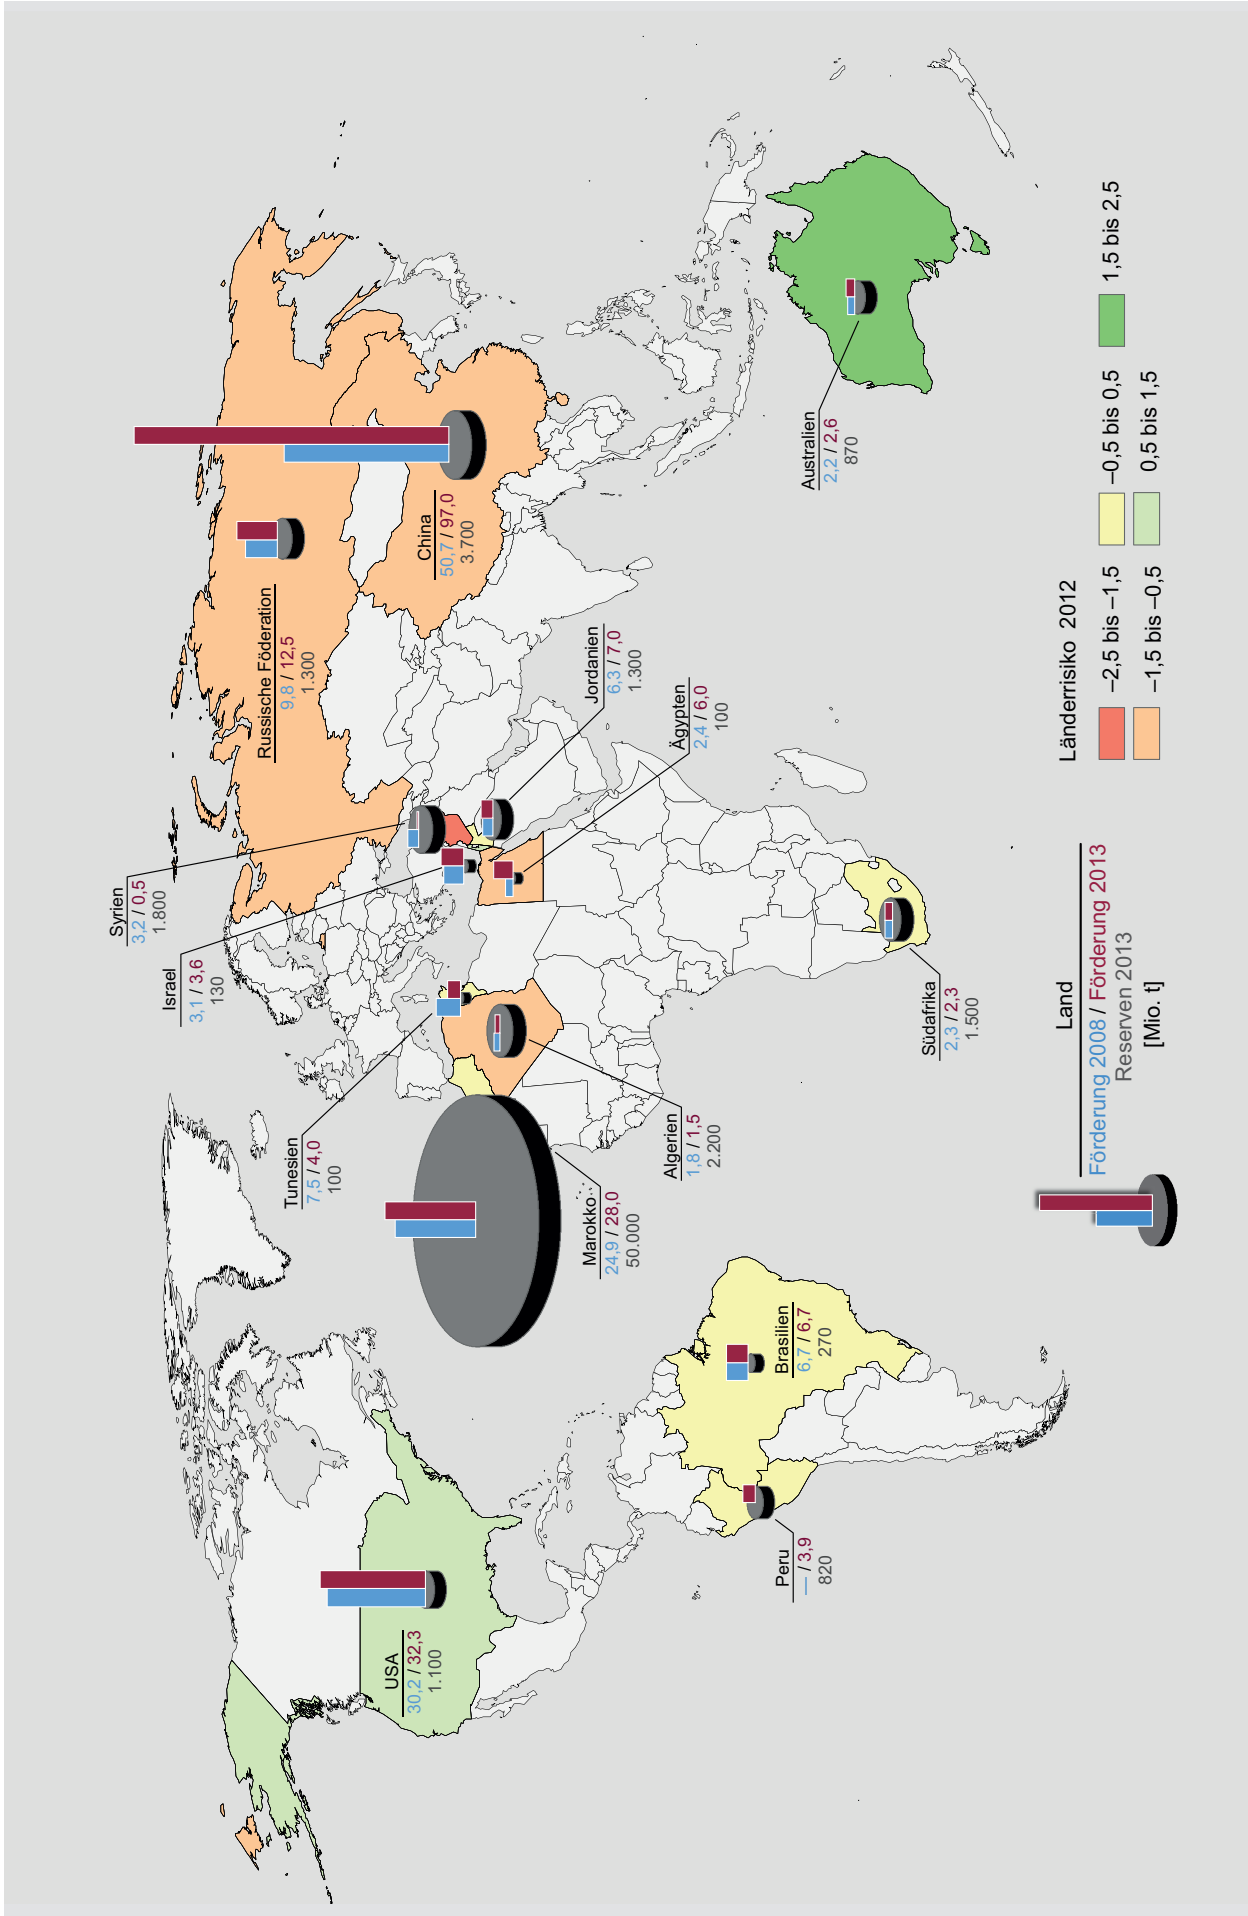 USA
30,2 / 32,3
1.100
Peru
— / 3,9
820
Brasilien
6,7 / 6,7
270
Marokko
24,9 / 28,0
50.000
Tunesien
7,5 / 4,0
100
Algerien
1,8 / 1,5
2.200
Israel
3,1 / 3,6
130
Syrien
3,2 / 0,5
1.800
Südafrika
2,3 / 2,3
1.500
Ägypten
2,4 / 6,0
100
Jordanien
6,3 / 7,0
1.300
Russische Föderation
9,8 / 12,5
1.300
China
50,7 / 97,0
3.700
Australien
2,2 / 2,6
870
Land
Förderung 2008 / Förderung 2013
Reserven 2013
[Mio. t]
Länderrisiko 2012
–2,5 bis –1,5
–0,5 bis 0,5
1,5 bis 2,5
–1,5 bis –0,5
0,5 bis 1,5